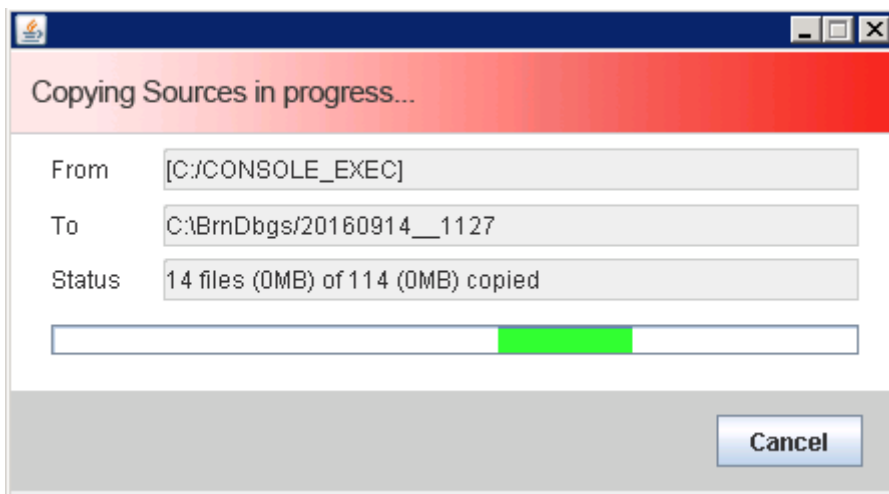 Copying Sources in progress...
From [C:/CONSOLE_EXEC]
To C:\BrnDbgs/20160914__1127
Status 14 files (0MB) of 114 (0MB) copied
Cancel